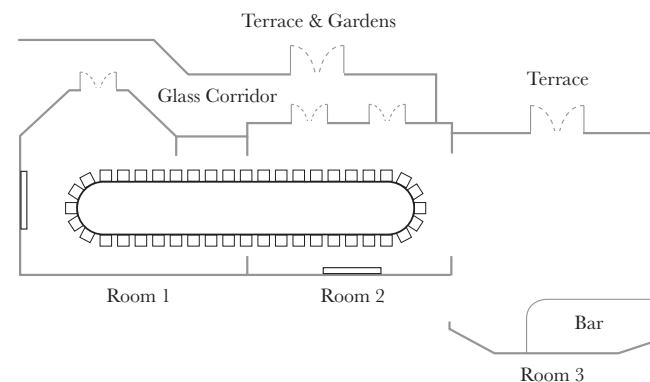 Terrace & Gardens
Terrace
Glass Corridor
Room 1
Room 2
Bar
Room 3